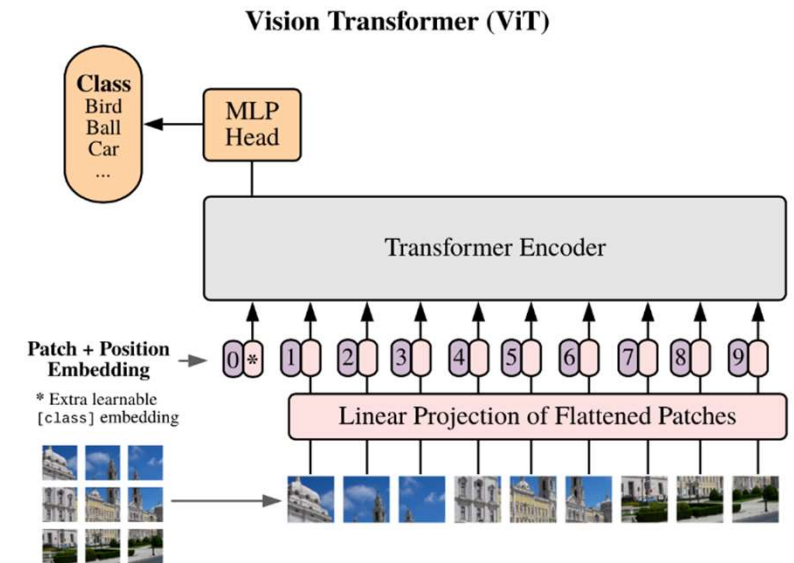 Vision Transformer (ViT)
Class
Bird
Ball
Car
...
MLP
Head
Transformer Encoder
Patch + Position
Embedding
0 * 1 2 3 4 5 6 7 8 9
* Extra learnable
[class] embedding
Linear Projection of Flattened Patches